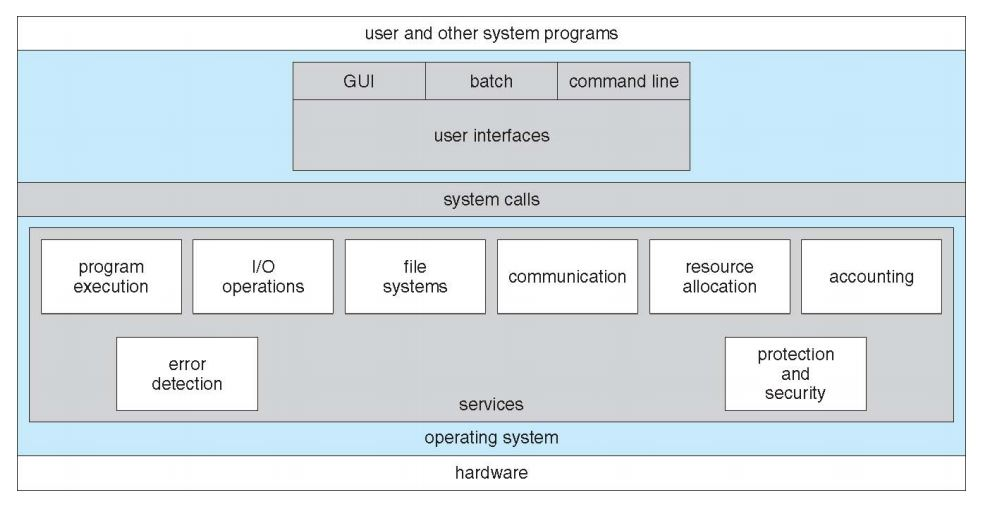 user and other system programs
GUI batch command line
user interfaces
system calls
program
execution
I/O
operations
file
systems
communication
resource
allocation
accounting
error
detection
protection
and
security
services
operating system
hardware